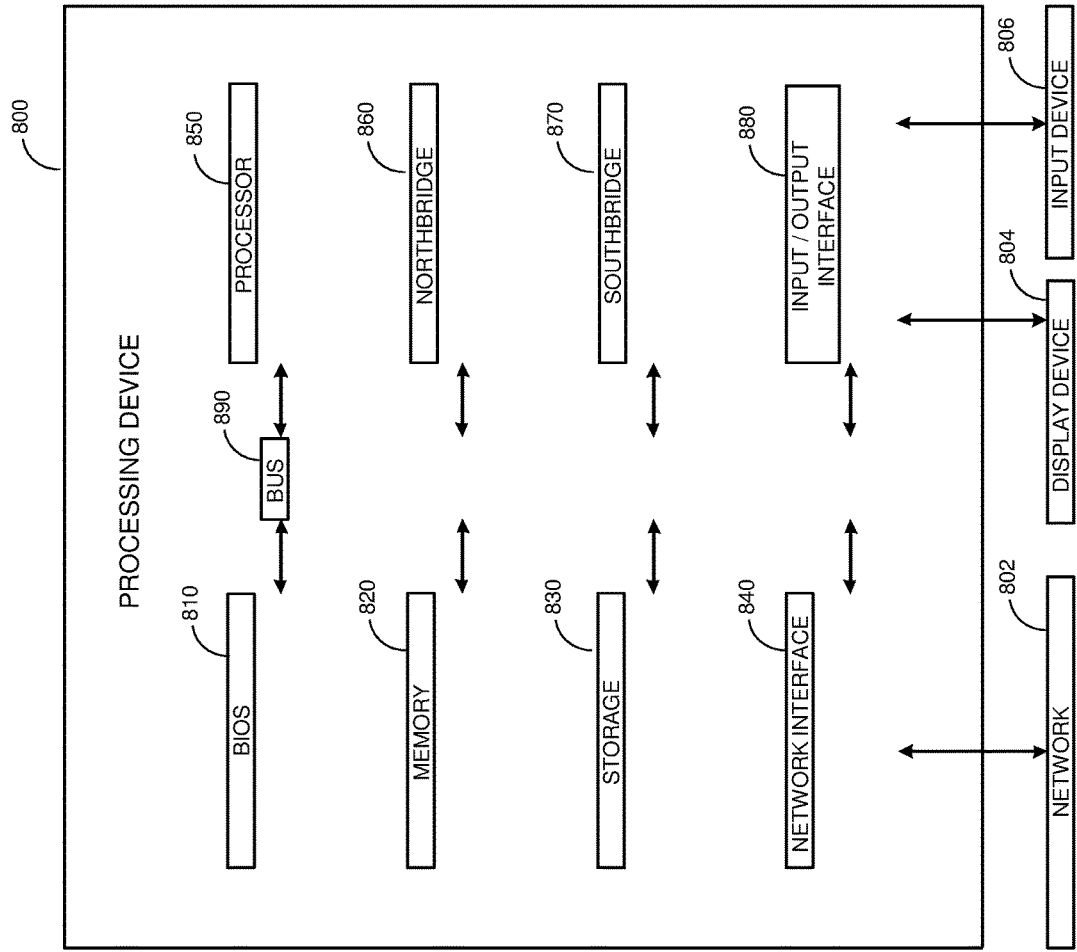 800
PROCESSING DEVICE
810
BIOS
890
BUS
850
PROCESSOR
820
MEMORY
860
NORTHBRIDGE
830
STORAGE
870
SOUTHBRIDGE
840
NETWORK INTERFACE
880
INPUT / OUTPUT
INTERFACE
802
NETWORK
804
DISPLAY DEVICE
806
INPUT DEVICE